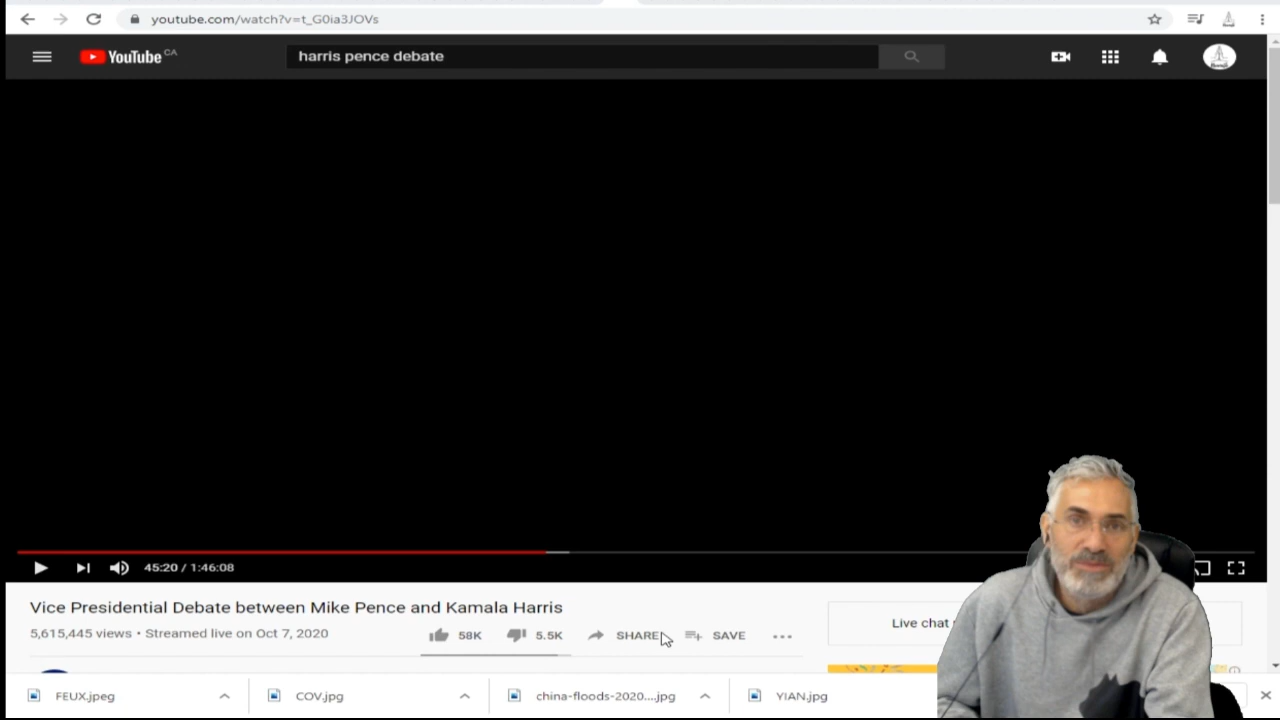 youtube.com/watch?v=t_G0ia3JOVs
YouTube CA
harris pence debate
45:20 / 1:46:08
Vice Presidential Debate between Mike Pence and Kamala Harris
5,615,445 views • Streamed live on Oct 7, 2020
58K 5.5K SHARE SAVE
Live chat
FEUX.jpeg COV.jpg china-floods-2020....jpg YIAN.jpg